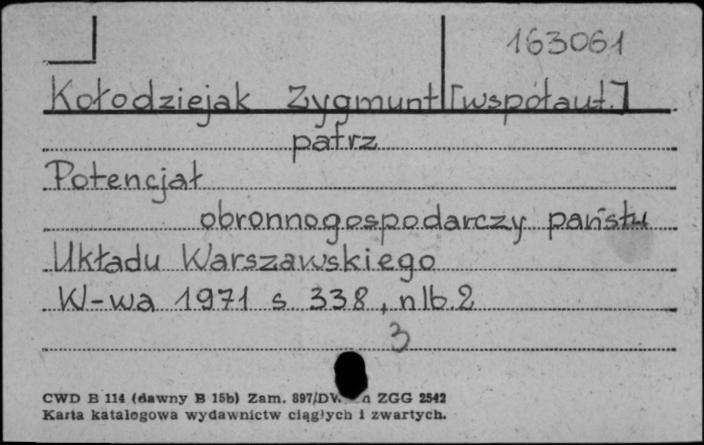 163061
Kołodziejak Zygmunt [współaut.]
patrz
Potencjał
obronnogospodarczy państw
Układu Warszawskiego
W-wa 1971 s 338, nlb. 2
3
CWD B 114 (dawny B 15b) Zam. 897/DW. ZGG 2542
Karta katalogowa wydawnictw ciągłych i zwartych.